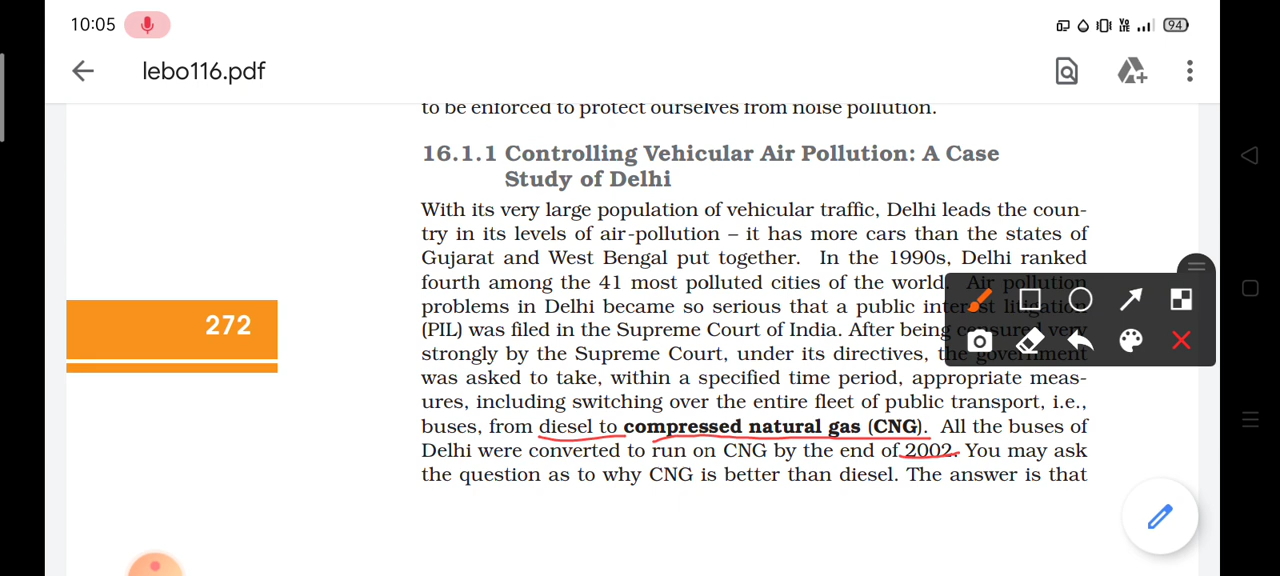 10:05
VO LTE 94
lebo116.pdf
to be enforced to protect ourselves from noise pollution.
16.1.1 Controlling Vehicular Air Pollution: A Case
Study of Delhi
With its very large population of vehicular traffic, Delhi leads the coun-
try in its levels of air-pollution – it has more cars than the states of
Gujarat and West Bengal put together. In the 1990s, Delhi ranked
fourth among the 41 most polluted cities of the world. Air pollution
problems in Delhi became so serious that a public interest litigation
(PIL) was filed in the Supreme Court of India. After being censured very
strongly by the Supreme Court, under its directives, the government
was asked to take, within a specified time period, appropriate meas-
ures, including switching over the entire fleet of public transport, i.e.,
buses, from diesel to compressed natural gas (CNG). All the buses of
Delhi were converted to run on CNG by the end of 2002. You may ask
the question as to why CNG is better than diesel. The answer is that
272